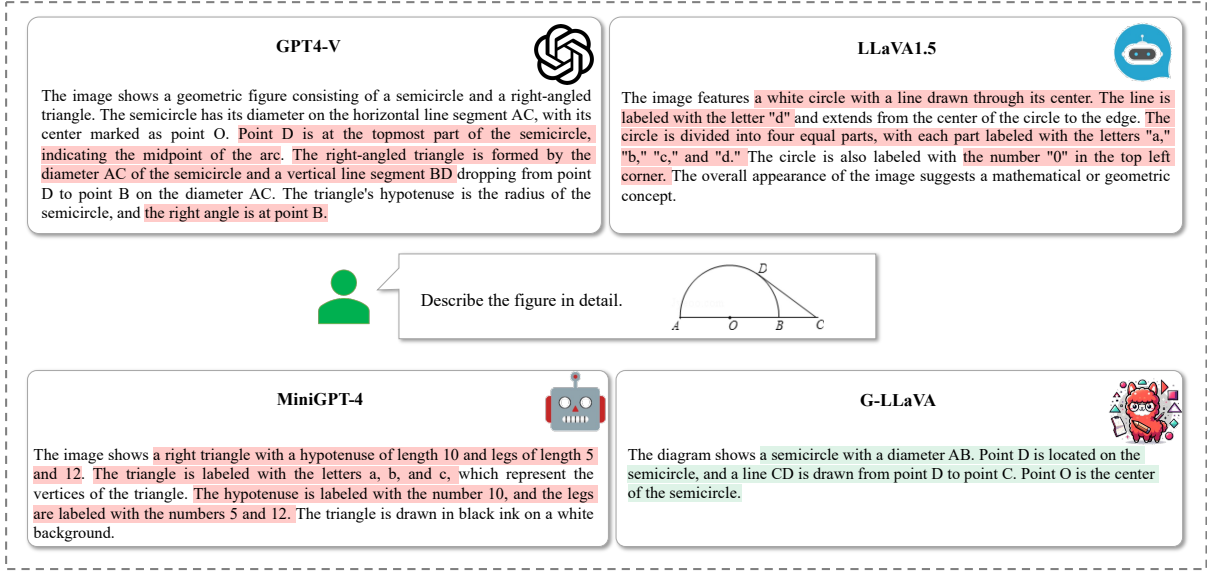 GPT4-V
The image shows a geometric figure consisting of a semicircle and a right-angled
triangle. The semicircle has its diameter on the horizontal line segment AC, with its
center marked as point O. Point D is at the topmost part of the semicircle,
indicating the midpoint of the arc. The right-angled triangle is formed by the
diameter AC of the semicircle and a vertical line segment BD dropping from point
D to point B on the diameter AC. The triangle's hypotenuse is the radius of the
semicircle, and the right angle is at point B.
LLaVA1.5
The image features a white circle with a line drawn through its center. The line is
labeled with the letter "d" and extends from the center of the circle to the edge. The
circle is divided into four equal parts, with each part labeled with the letters "a,"
"b," "c," and "d." The circle is also labeled with the number "0" in the top left
corner. The overall appearance of the image suggests a mathematical or geometric
concept.
Describe the figure in detail.
D
A O B C
MiniGPT-4
The image shows a right triangle with a hypotenuse of length 10 and legs of length 5
and 12. The triangle is labeled with the letters a, b, and c, which represent the
vertices of the triangle. The hypotenuse is labeled with the number 10, and the legs
are labeled with the numbers 5 and 12. The triangle is drawn in black ink on a white
background.
G-LLaVA
The diagram shows a semicircle with a diameter AB. Point D is located on the
semicircle, and a line CD is drawn from point D to point C. Point O is the center
of the semicircle.